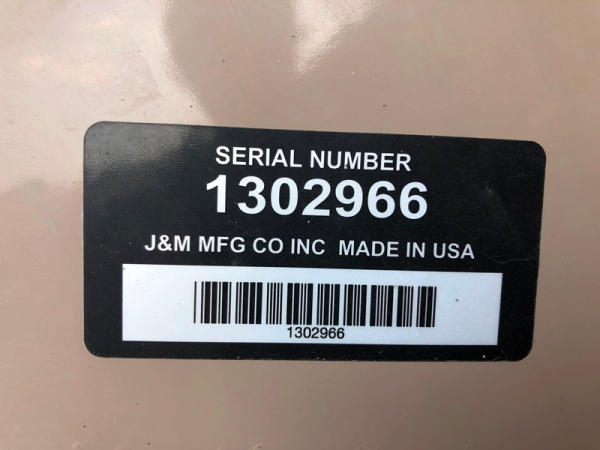 SERIAL NUMBER
1302966
J&M MFG CO INC MADE IN USA
1302966